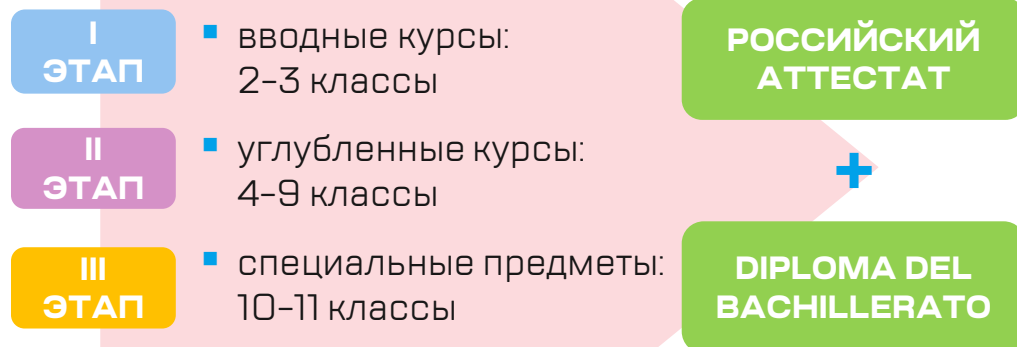 I
ЭТАП
▪ вводные курсы:
2–3 классы
II
ЭТАП
▪ углубленные курсы:
4–9 классы
III
ЭТАП
▪ специальные предметы:
10–11 классы
РОССИЙСКИЙ
АТТЕСТАТ
+
DIPLOMA DEL
BACHILLERATO